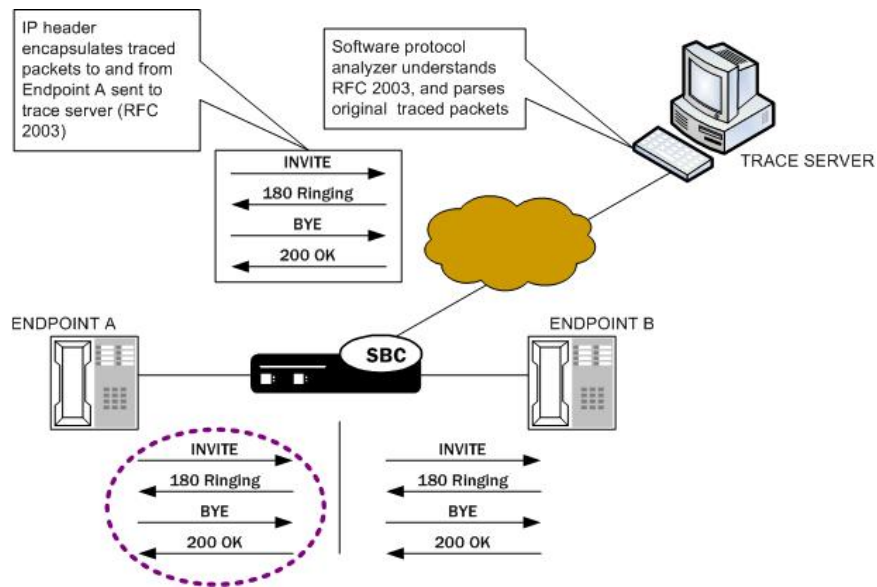 IP header
encapsulates traced
packets to and from
Endpoint A sent to
trace server (RFC
2003)
Software protocol
analyzer understands
RFC 2003, and parses
original traced packets
TRACE SERVER
INVITE
180 Ringing
BYE
200 OK
ENDPOINT A
SBC
ENDPOINT B
INVITE
180 Ringing
BYE
200 OK
INVITE
180 Ringing
BYE
200 OK